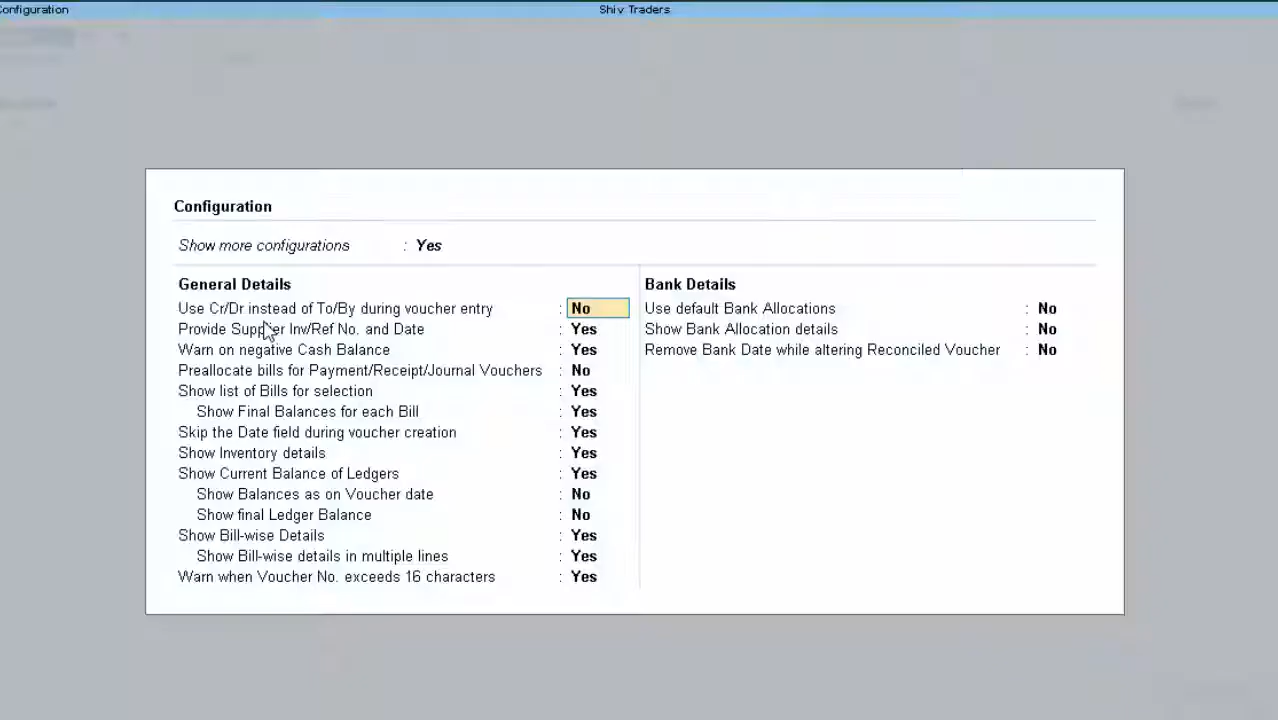 Configuration
Shiv Traders
Configuration
Show more configurations : Yes
General Details
Use Cr/Dr instead of To/By during voucher entry : No
Provide Supplier Inv/Ref No. and Date : Yes
Warn on negative Cash Balance : Yes
Preallocate bills for Payment/Receipt/Journal Vouchers : No
Show list of Bills for selection : Yes
Show Final Balances for each Bill : Yes
Skip the Date field during voucher creation : Yes
Show Inventory details : Yes
Show Current Balance of Ledgers : Yes
Show Balances as on Voucher date : No
Show final Ledger Balance : No
Show Bill-wise Details : Yes
Show Bill-wise details in multiple lines : Yes
Warn when Voucher No. exceeds 16 characters : Yes
Bank Details
Use default Bank Allocations : No
Show Bank Allocation details : No
Remove Bank Date while altering Reconciled Voucher : No